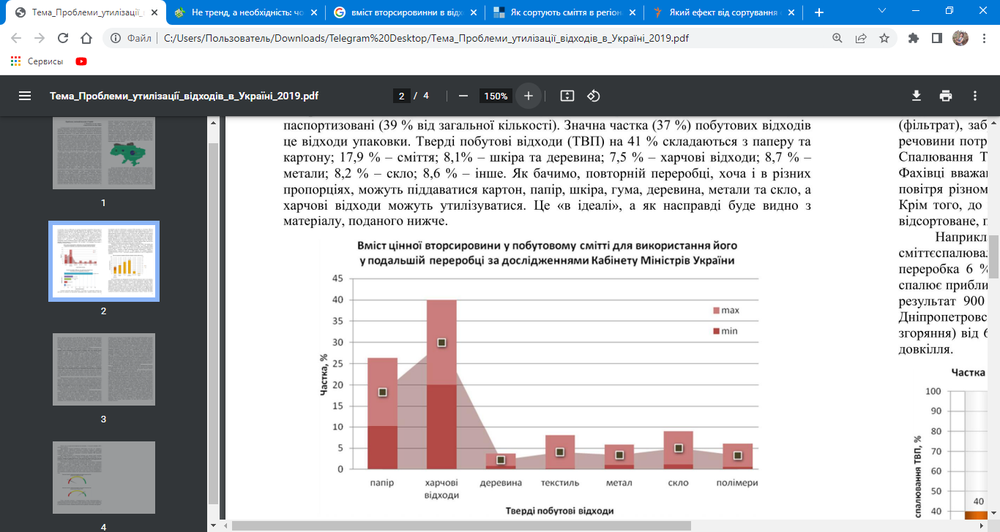 Тема_Проблеми_утилізації_
Не тренд, а необхідність: чо
вміст вторсировинни в відх
Як сортують сміття в регіон
Який ефект від сортування
Файл
C:/Users/Пользователь/Downloads/Telegram%20Desktop/Тема_Проблеми_утилізації_відходів_в_Україні_2019.pdf
Сервисы
Тема_Проблеми_утилізації_відходів_в_Україні_2019.pdf
2 / 4
150%
1
2
3
4
паспортизовані (39 % від загальної кількості). Значна частка (37 %) побутових відходів
це відходи упаковки. Тверді побутові відходи (ТВП) на 41 % складаються з паперу та
картону; 17,9 % – сміття; 8,1% – шкіра та деревина; 7,5 % – харчові відходи; 8,7 % –
метали; 8,2 % – скло; 8,6 % – інше. Як бачимо, повторній переробці, хоча і в різних
пропорціях, можуть піддаватися картон, папір, шкіра, гума, деревина, метали та скло, а
харчові відходи можуть утилізуватися. Це «в ідеалі», а як насправді буде видно з
матеріалу, поданого нижче.
Вміст цінної вторсировини у побутовому смітті для використання його
у подальшій переробці за дослідженнями Кабінету Міністрів України
Частка, %
45
40
35
30
25
20
15
10
5
0
max
min
папір
харчові
відходи
деревина
текстиль
метал
скло
полімери
Тверді побутові відходи
(фільтрат), заб
речовини потр
Спалювання Т
Фахівці вважа
повітря різном
Крім того, до
відсортоване, п
Наприкл
сміттєспалювал
переробка 6 %
спалює прибли
результат 900
Дніпропетровс
згоряння) від 6
довкілля.
Частка
спалювання ТВП, %
100
90
80
70
60
50
40
40